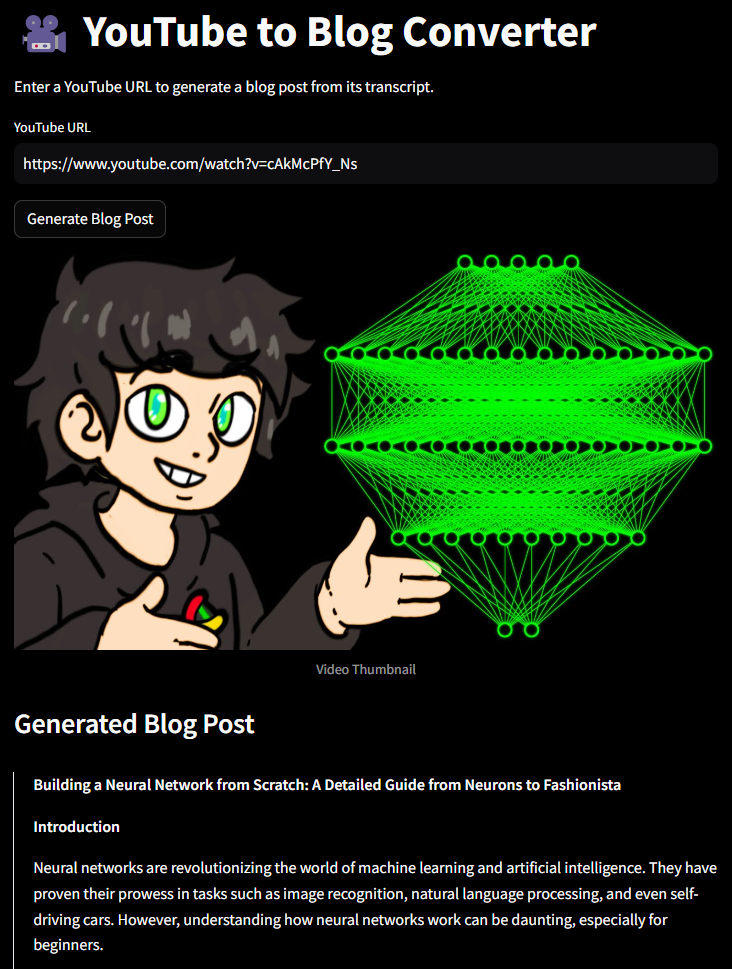 YouTube to Blog Converter
Enter a YouTube URL to generate a blog post from its transcript.
YouTube URL
https://www.youtube.com/watch?v=cAkMcPfY_Ns
Generate Blog Post
Video Thumbnail
Generated Blog Post
Building a Neural Network from Scratch: A Detailed Guide from Neurons to Fashionista
Introduction
Neural networks are revolutionizing the world of machine learning and artificial intelligence. They have
proven their prowess in tasks such as image recognition, natural language processing, and even self-
driving cars. However, understanding how neural networks work can be daunting, especially for
beginners.